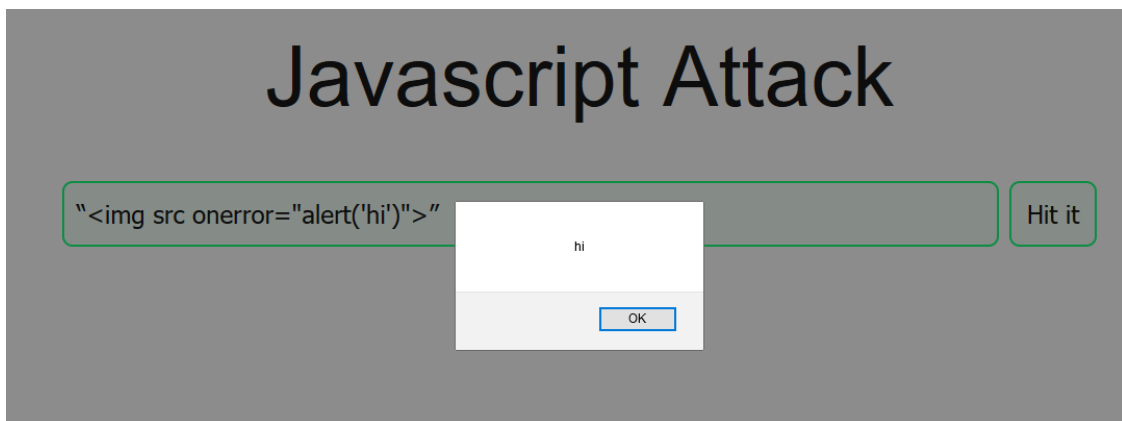 Javascript Attack
“<img src onerror="alert('hi')">”
Hit it
hi
OK